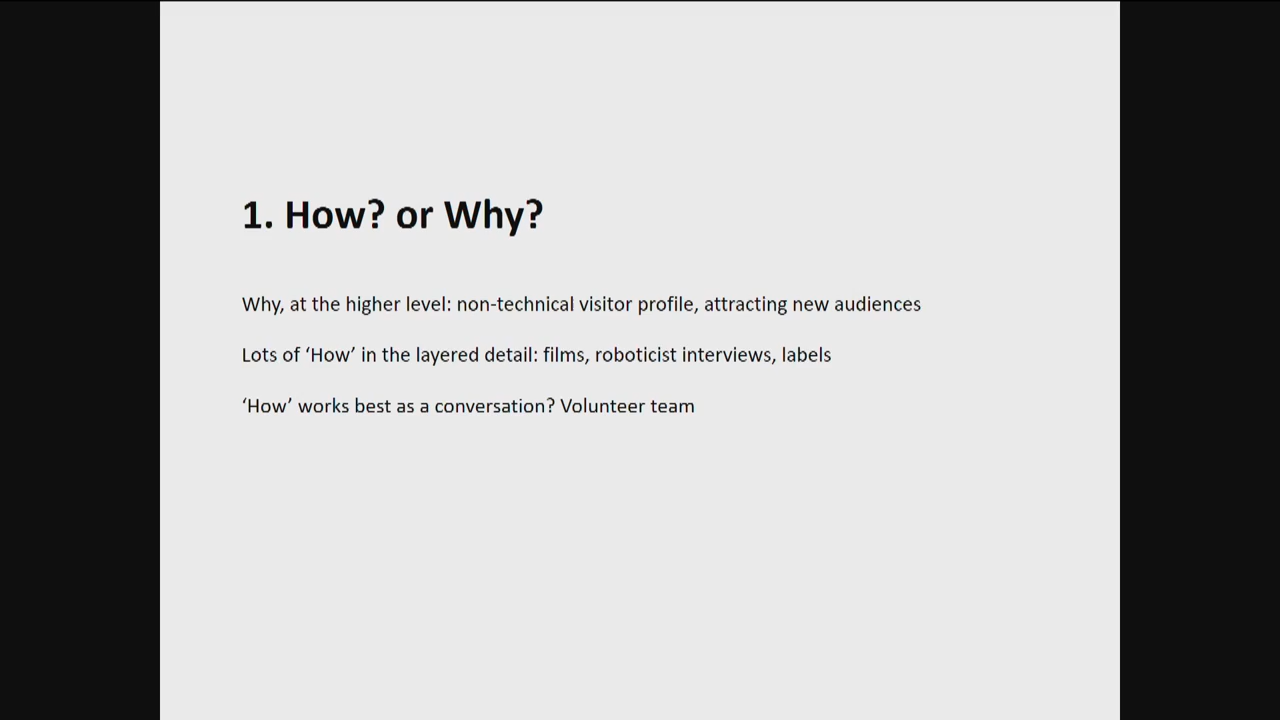 1. How? or Why?
Why, at the higher level: non-technical visitor profile, attracting new audiences
Lots of ‘How’ in the layered detail: films, roboticist interviews, labels
‘How’ works best as a conversation? Volunteer team